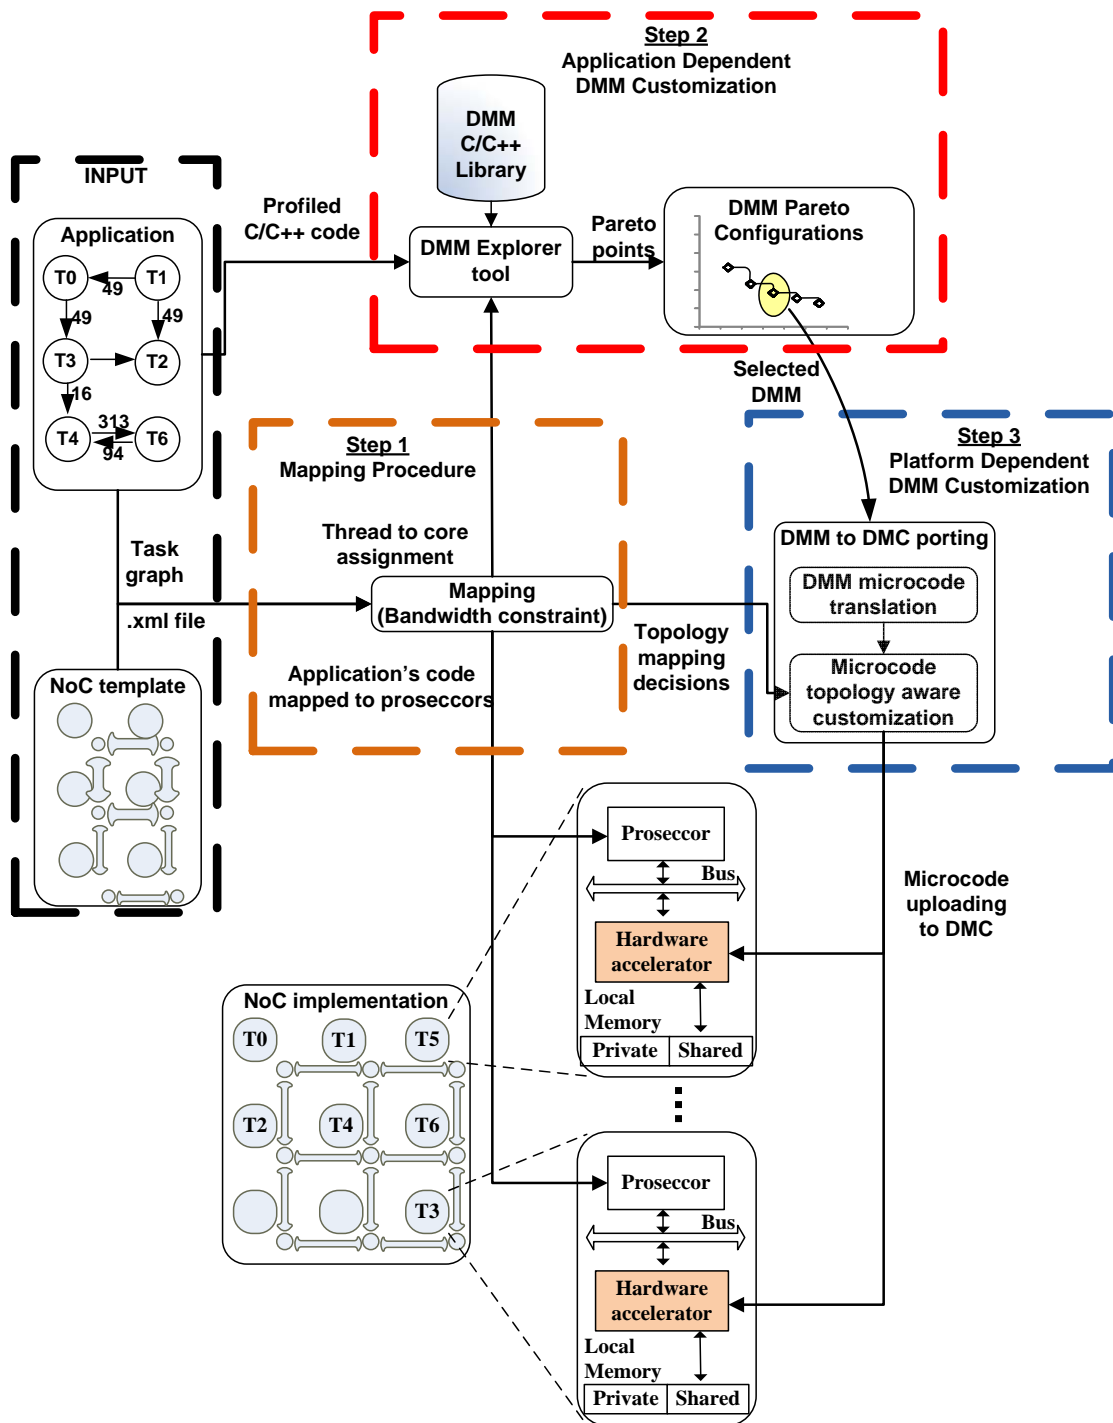 Step 2
Application Dependent
DMM Customization
DMM
C/C++
Library
INPUT
Application
T0
T1
49
49
49
T3
T2
16
T4
313
94
T6
Profiled
C/C++ code
DMM Explorer
tool
Pareto
points
DMM Pareto
Configurations
Selected
DMM
Step 1
Mapping Procedure
Thread to core
assignment
Mapping
(Bandwidth constraint)
Application's code
mapped to proseccors
Task
graph
.xml file
NoC template
Topology
mapping
decisions
Step 3
Platform Dependent
DMM Customization
DMM to DMC porting
DMM microcode
translation
Microcode
topology aware
customization
Microcode
uploading
to DMC
Proseccor
Bus
Hardware
accelerator
Local
Memory
Private
Shared
NoC implementation
T0
T1
T5
T2
T4
T6
T3
Proseccor
Bus
Hardware
accelerator
Local
Memory
Private
Shared